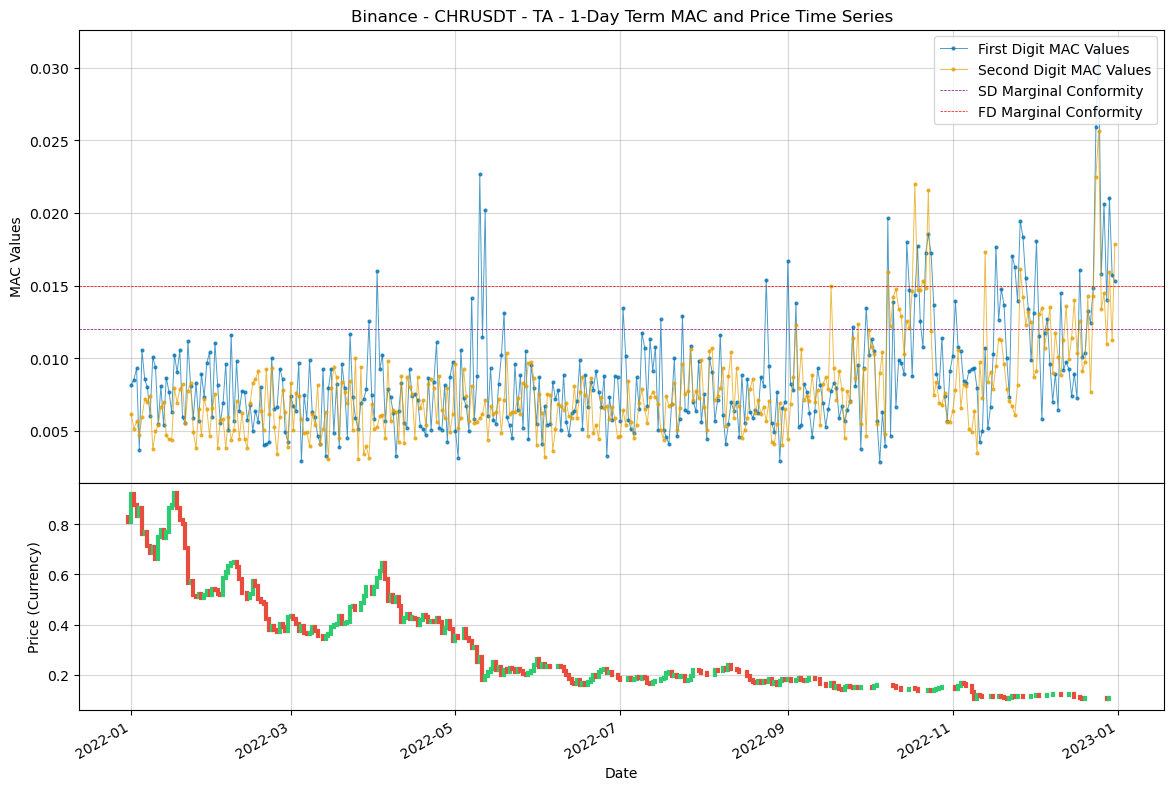 Binance - CHRUSDT - TA - 1-Day Term MAC and Price Time Series
First Digit MAC Values
Second Digit MAC Values
SD Marginal Conformity
FD Marginal Conformity
MAC Values
0.030
0.025
0.020
0.015
0.010
0.005
Price (Currency)
0.8
0.6
0.4
0.2
2022-01
2022-03
2022-05
2022-07
2022-09
2022-11
2023-01
Date